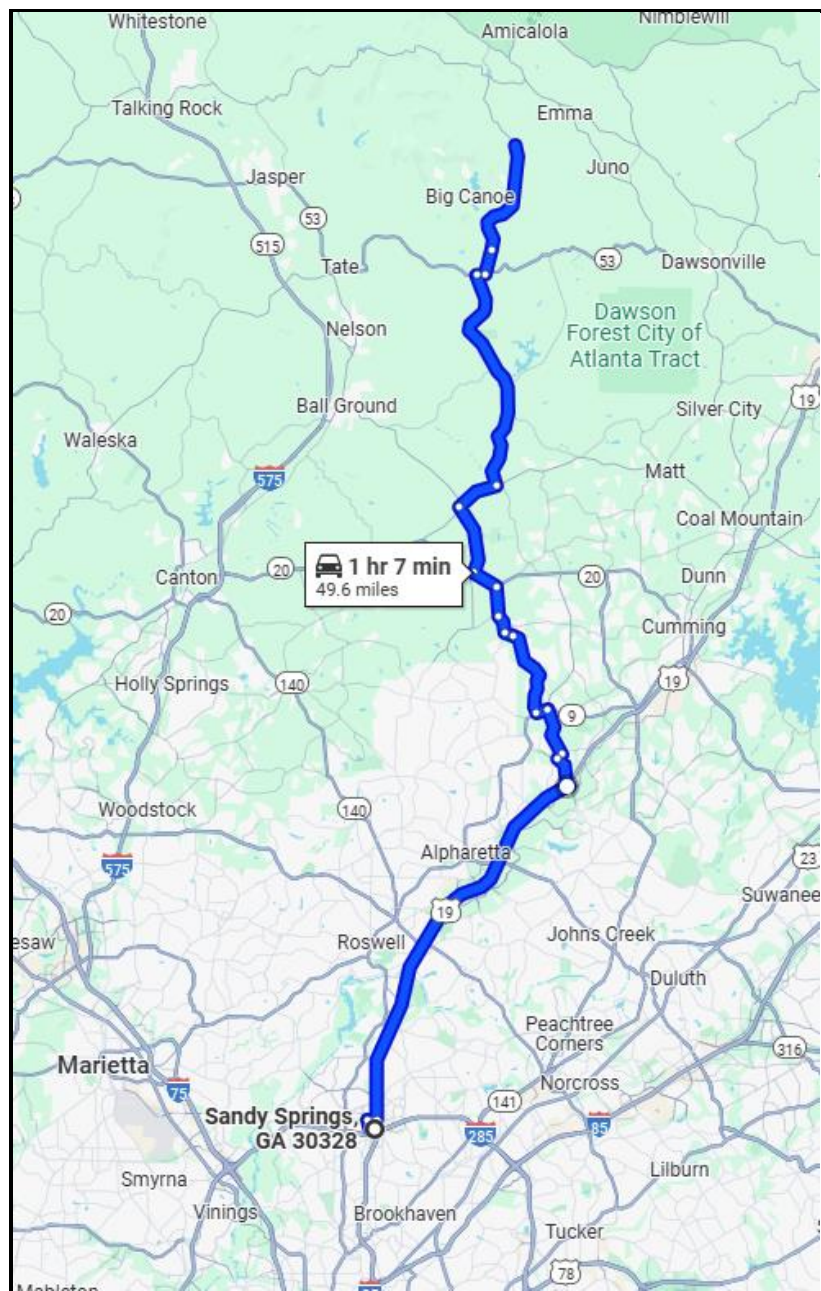 Whitestone
Nimblewill
Amicalola
Talking Rock
Emma
Juno
Jasper
Big Canoe
53
515
Tate
53
Dawsonville
Dawson
Forest City of
Atlanta Tract
Nelson
Ball Ground
19
Silver City
Waleska
575
Matt
Coal Mountain
1 hr 7 min
49.6 miles
Canton
20
20
Dunn
20
Cumming
Holly Springs
140
19
9
Woodstock
140
Alpharetta
575
23
Suwanee
19
esaw
Roswell
Johns Creek
Duluth
Peachtree
Corners
316
Marietta
75
Norcross
141
Sandy Springs,
GA 30328
285
85
Smyrna
Lilburn
Vinings
Brookhaven
Tucker
78